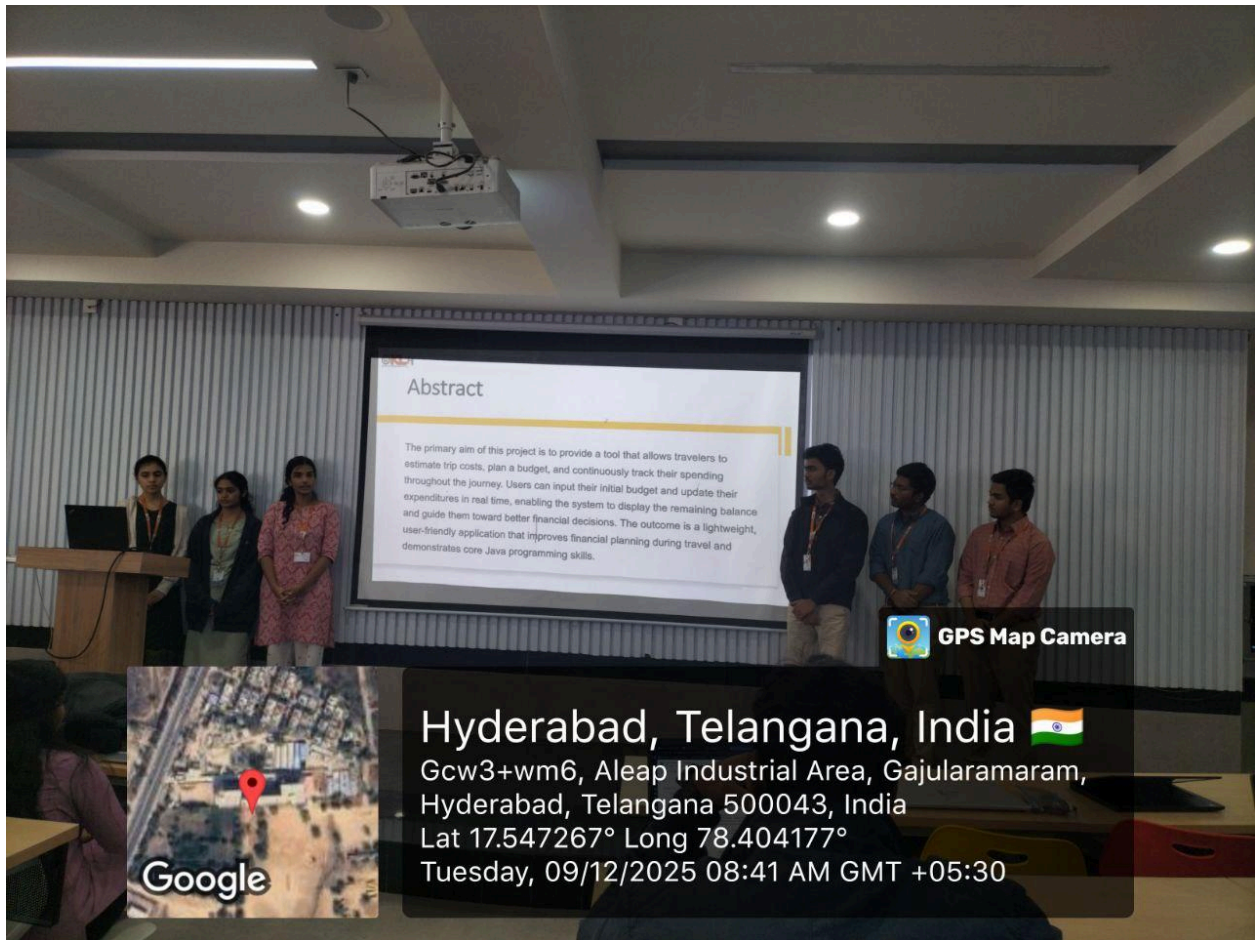 Abstract
The primary aim of this project is to provide a tool that allows travelers to
estimate trip costs, plan a budget, and continuously track their spending
throughout the journey. Users can input their initial budget and update their
expenditures in real time, enabling the system to display the remaining balance
and guide them toward better financial decisions. The outcome is a lightweight,
user-friendly application that improves financial planning during travel and
demonstrates core Java programming skills.
GPS Map Camera
Hyderabad, Telangana, India
Gcw3+wm6, Aleap Industrial Area, Gajularamaram,
Hyderabad, Telangana 500043, India
Lat 17.547267° Long 78.404177°
Tuesday, 09/12/2025 08:41 AM GMT +05:30
Google